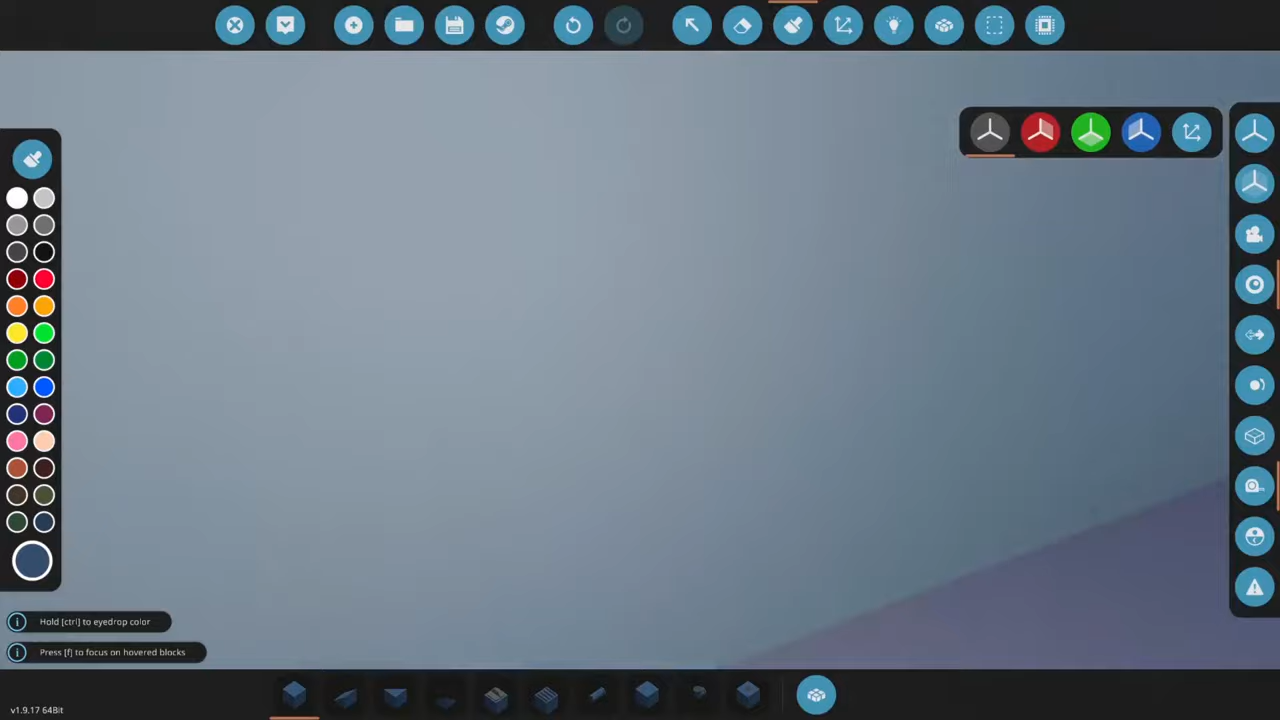 Hold [ctrl] to eyedrop color
Press [f] to focus on hovered blocks
v1.9.17 64Bit